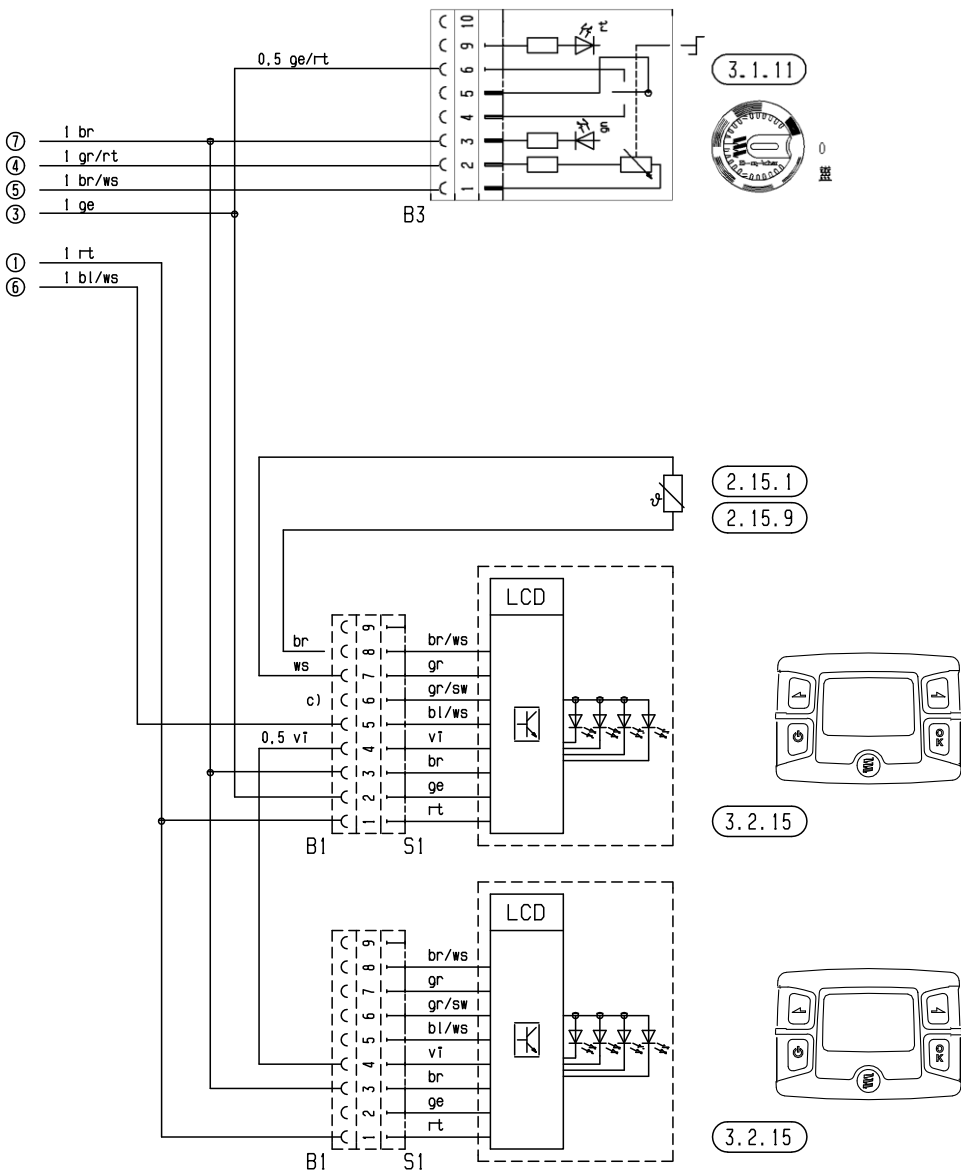 10
9
rt
0,5 ge/rt
6
3.1.11
5
4
gn
⑦ 1 br
3
④ 1 gr/rt
2
0
⑤ 1 br/ws
1
③ 1 ge
B3
① 1 rt
⑥ 1 bl/ws
2.15.1
ϑ
2.15.9
LCD
9
br 8 br/ws
ws 7 gr
c) 6 gr/sw
5 bl/ws
0,5 vi 4 vi
3 br
2 ge
OK
1 rt
B1 S1
3.2.15
LCD
9
8 br/ws
7 gr
6 gr/sw
5 bl/ws
4 vi
3 br
2 ge
OK
1 rt
B1 S1
3.2.15